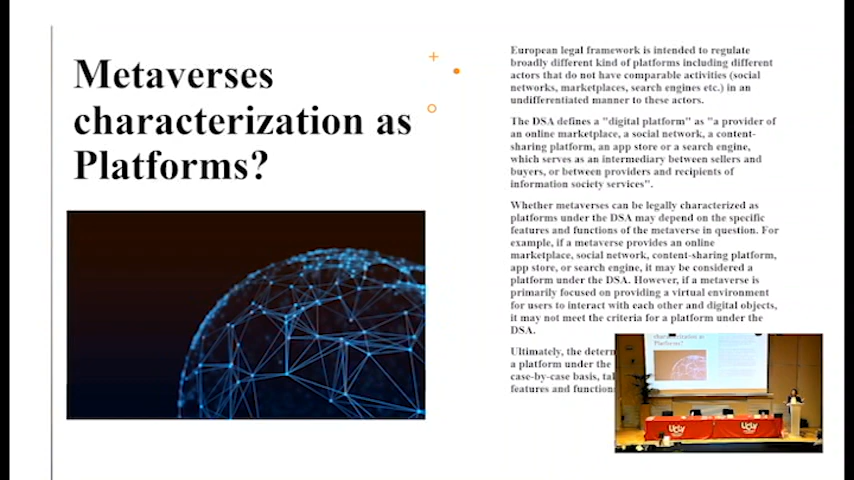 Metaverses
characterization as
Platforms?
European legal framework is intended to regulate
broadly different kind of platforms including different
actors that do not have comparable activities (social
networks, marketplaces, search engines etc.) in an
undifferentiated manner to these actors.
The DSA defines a "digital platform" as "a provider of
an online marketplace, a social network, a content-
sharing platform, an app store or a search engine,
which serves as an intermediary between sellers and
buyers, or between providers and recipients of
information society services".
Whether metaverses can be legally characterized as
platforms under the DSA may depend on the specific
features and functions of the metaverse in question. For
example, if a metaverse provides an online
marketplace, social network, content-sharing platform,
app store, or search engine, it may be considered a
platform under the DSA. However, if a metaverse is
primarily focused on providing a virtual environment
for users to interact with each other and digital objects,
it may not meet the criteria for a platform under the
DSA.
Ultimately, the determ
a platform under the
case-by-case basis, tak
features and function
characterization as
Platforms?
UCLy
UCLy